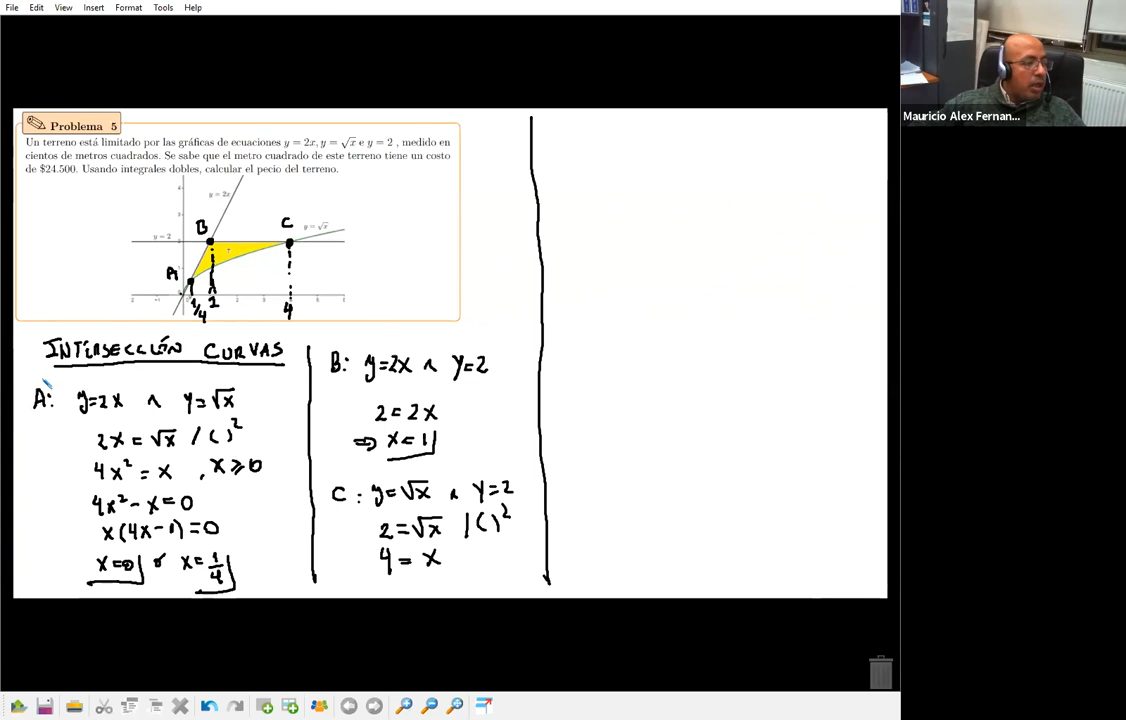 File Edit View Insert Format Tools Help
Mauricio Alex Fernan...
Problema 5
Un terreno está limitado por las gráficas de ecuaciones y = 2x, y = √x e y = 2 , medido en
cientos de metros cuadrados. Se sabe que el metro cuadrado de este terreno tiene un costo
de $24.500. Usando integrales dobles, calcular el pecio del terreno.
y = 2x
B C y = √x
y = 2
A
1/4 4
INTERSECCIÓN CURVAS
A: y=2x ∧ y=√x
2x = √x /( )²
4x² = x , x ≥ 0
4x² - x = 0
x(4x-1)=0
x=0 o x=1/4
B: y=2x ∧ y=2
2 = 2x
⇒ x=1
C: y=√x ∧ y=2
2=√x /( )²
4 = x